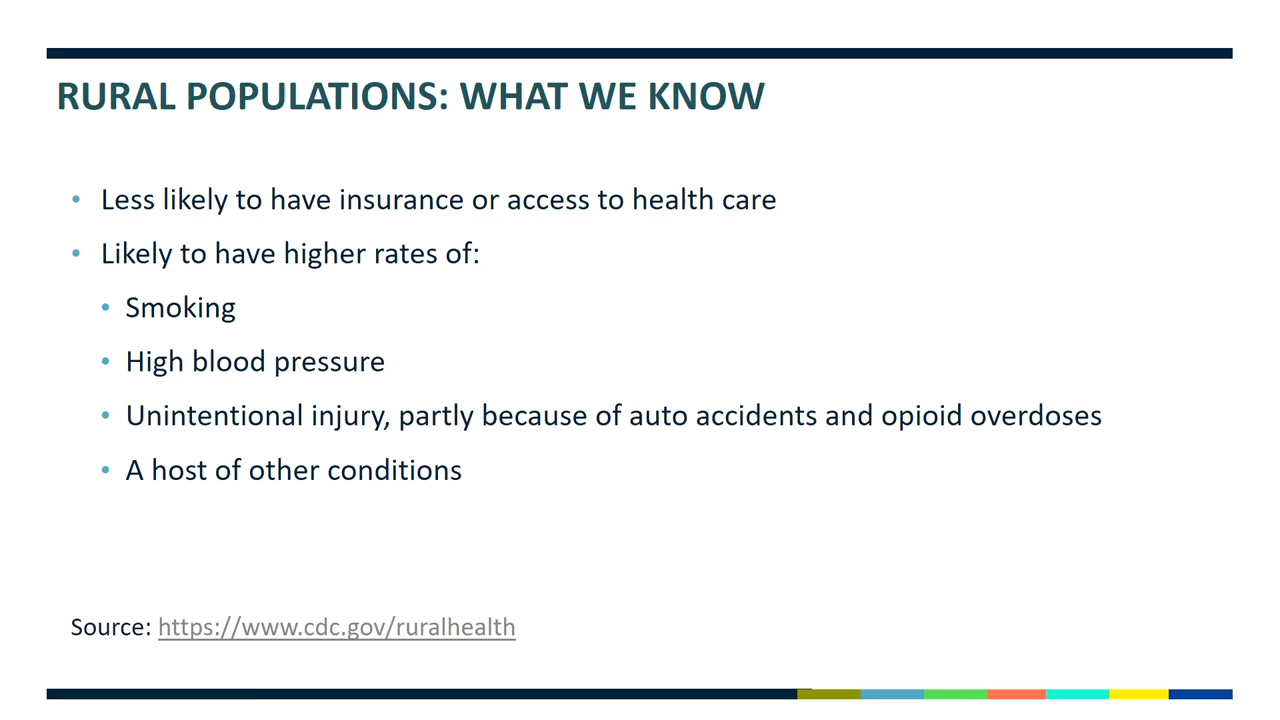 RURAL POPULATIONS: WHAT WE KNOW
• Less likely to have insurance or access to health care
• Likely to have higher rates of:
• Smoking
• High blood pressure
• Unintentional injury, partly because of auto accidents and opioid overdoses
• A host of other conditions
Source: https://www.cdc.gov/ruralhealth